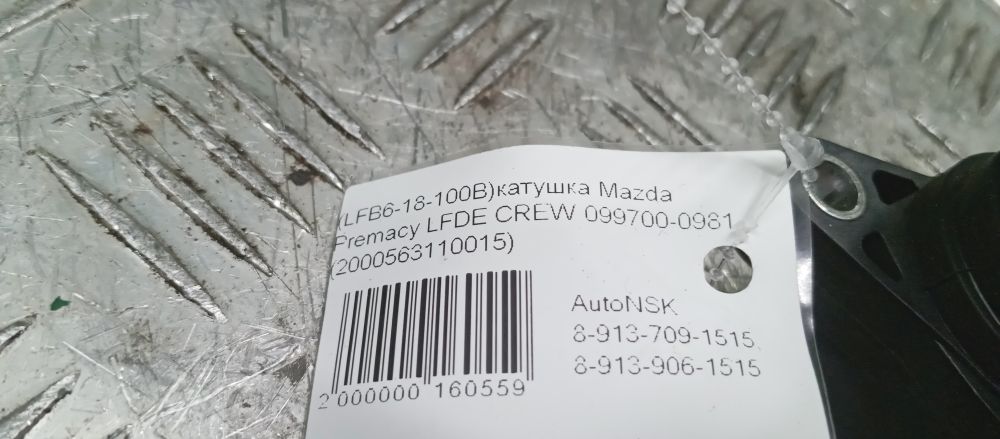 (LFB6-18-100B)катушка Mazda
Premacy LFDE CREW 099700-0981
(2000563110015)
AutoNSK
8-913-709-1515
8-913-906-1515
2 000000 160559